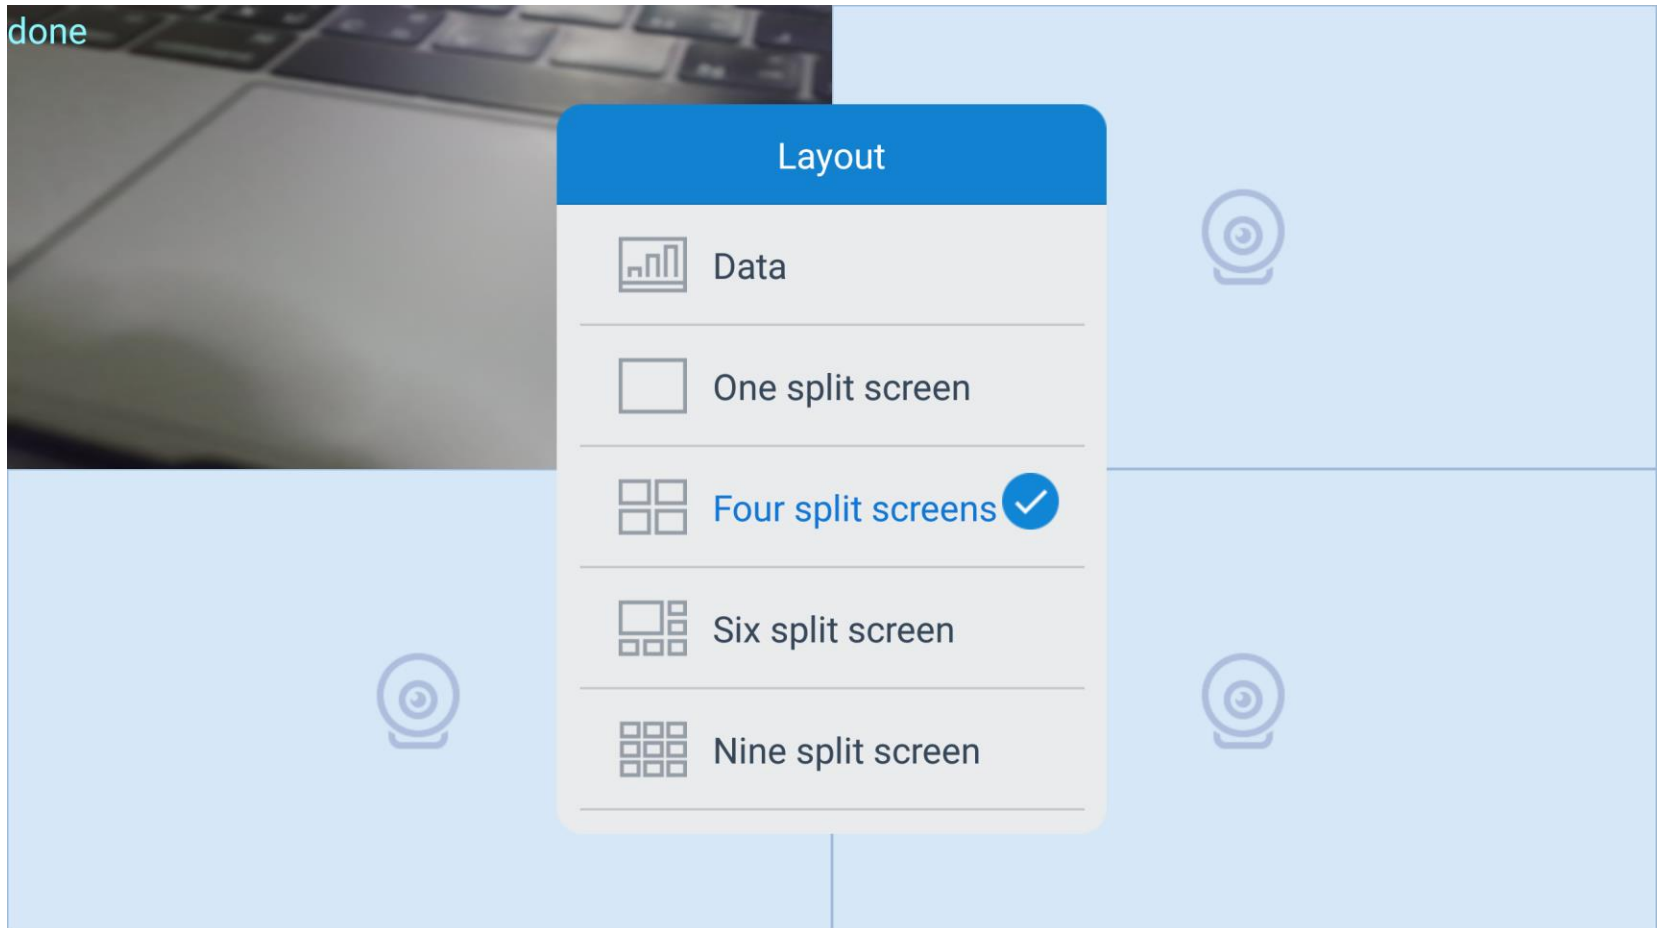 done
Layout
Data
One split screen
Four split screens
Six split screen
Nine split screen